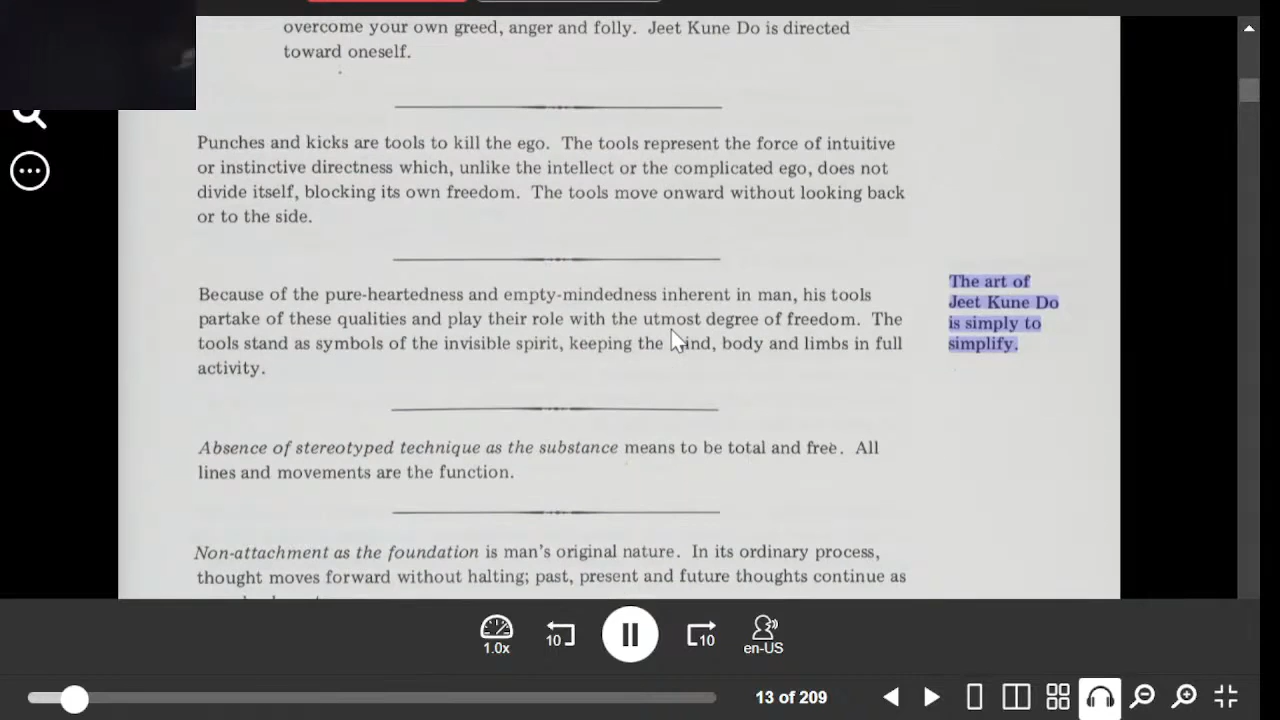 overcome your own greed, anger and folly. Jeet Kune Do is directed
toward oneself.
Punches and kicks are tools to kill the ego. The tools represent the force of intuitive
or instinctive directness which, unlike the intellect or the complicated ego, does not
divide itself, blocking its own freedom. The tools move onward without looking back
or to the side.
Because of the pure-heartedness and empty-mindedness inherent in man, his tools
partake of these qualities and play their role with the utmost degree of freedom. The
tools stand as symbols of the invisible spirit, keeping the mind, body and limbs in full
activity.
The art of
Jeet Kune Do
is simply to
simplify.
Absence of stereotyped technique as the substance means to be total and free. All
lines and movements are the function.
Non-attachment as the foundation is man's original nature. In its ordinary process,
thought moves forward without halting; past, present and future thoughts continue as
1.0x
10
10
en-US
13 of 209